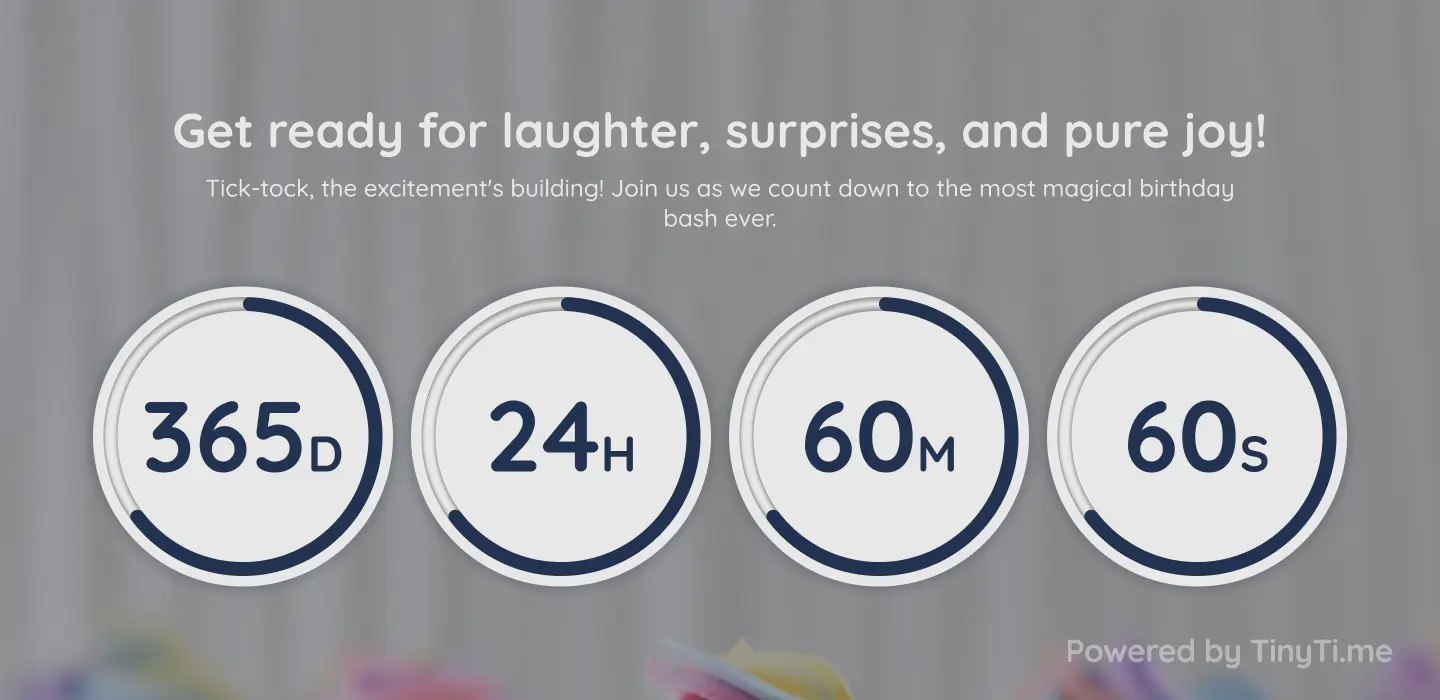 Get ready for laughter, surprises, and pure joy!
Tick-tock, the excitement's building! Join us as we count down to the most magical birthday
bash ever.
365D 24H 60M 60S
Powered by TinyTi.me